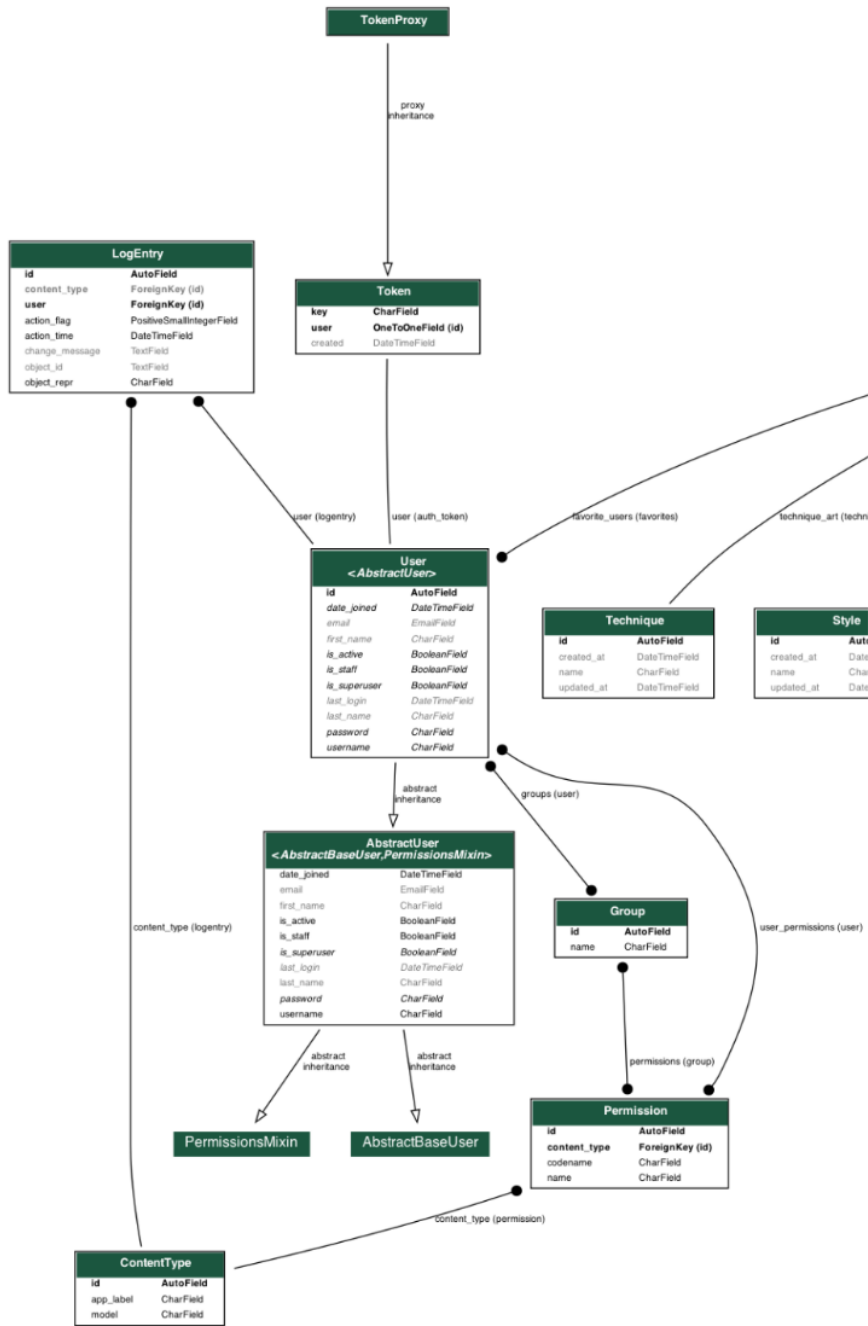 TokenProxy
proxy
inheritance
LogEntry
id AutoField
content_type ForeignKey (id)
user ForeignKey (id)
action_flag PositiveSmallIntegerField
action_time DateTimeField
change_message TextField
object_id TextField
object_repr CharField
Token
key CharField
user OneToOneField (id)
created DateTimeField
user (logentry)
user (auth_token)
favorite_users (favorites)
technique_art (techni
User
<AbstractUser>
id AutoField
date_joined DateTimeField
email EmailField
first_name CharField
is_active BooleanField
is_staff BooleanField
is_superuser BooleanField
last_login DateTimeField
last_name CharField
password CharField
username CharField
Technique
id AutoField
created_at DateTimeField
name CharField
updated_at DateTimeField
Style
id Auto
created_at Date
name Char
updated_at Date
abstract
inheritance
groups (user)
AbstractUser
<AbstractBaseUser,PermissionsMixin>
date_joined DateTimeField
email EmailField
first_name CharField
is_active BooleanField
is_staff BooleanField
is_superuser BooleanField
last_login DateTimeField
last_name CharField
password CharField
username CharField
Group
id AutoField
name CharField
content_type (logentry)
user_permissions (user)
abstract
inheritance
abstract
inheritance
permissions (group)
PermissionsMixin
AbstractBaseUser
Permission
id AutoField
content_type ForeignKey (id)
codename CharField
name CharField
content_type (permission)
ContentType
id AutoField
app_label CharField
model CharField